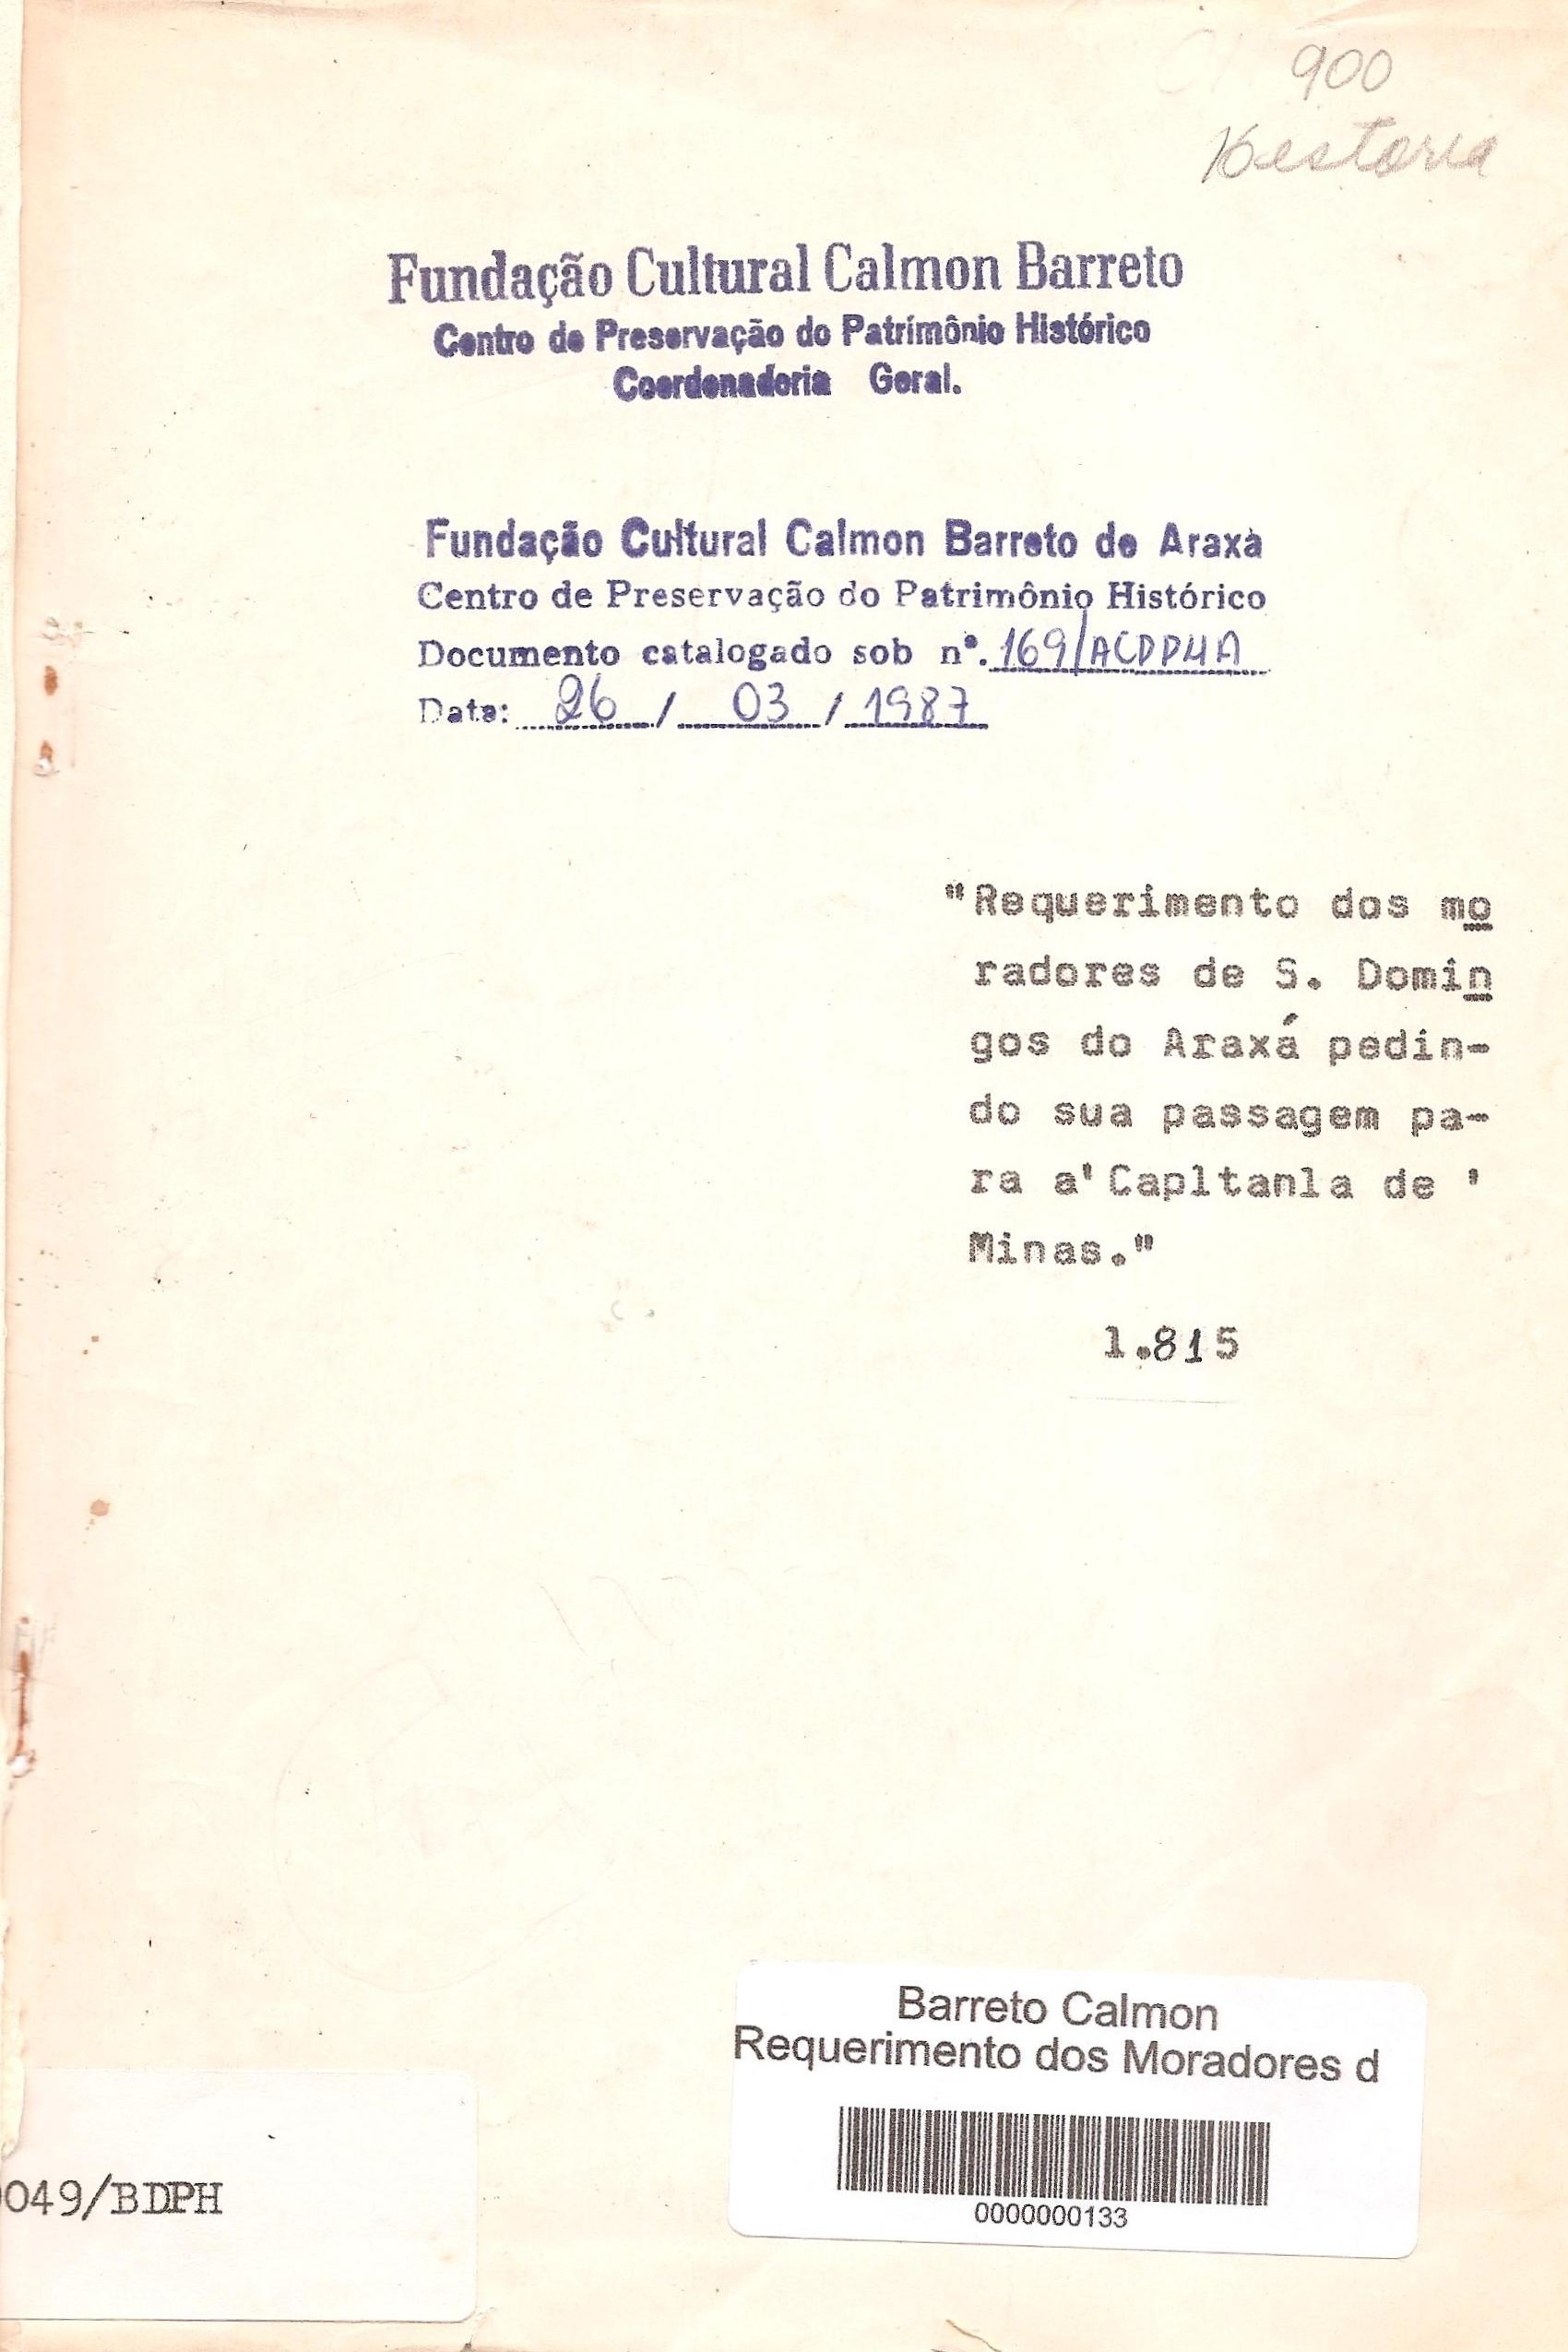 900
Historia
Fundação Cultural Calmon Barreto
Centro de Preservação do Patrimônio Histórico
Coordenadoria Geral.
Fundação Cultural Calmon Barreto de Araxá
Centro de Preservação do Patrimônio Histórico
Documento catalogado sob nº. 169/ACDPHA
Data: 26 / 03 / 1987
"Requerimento dos mo
radores de S. Domin
gos do Araxá pedin-
do sua passagem pa-
ra a'Capltanla de '
Minas."
1.815
Barreto Calmon
Requerimento dos Moradores d
0000000133
049/BDPH